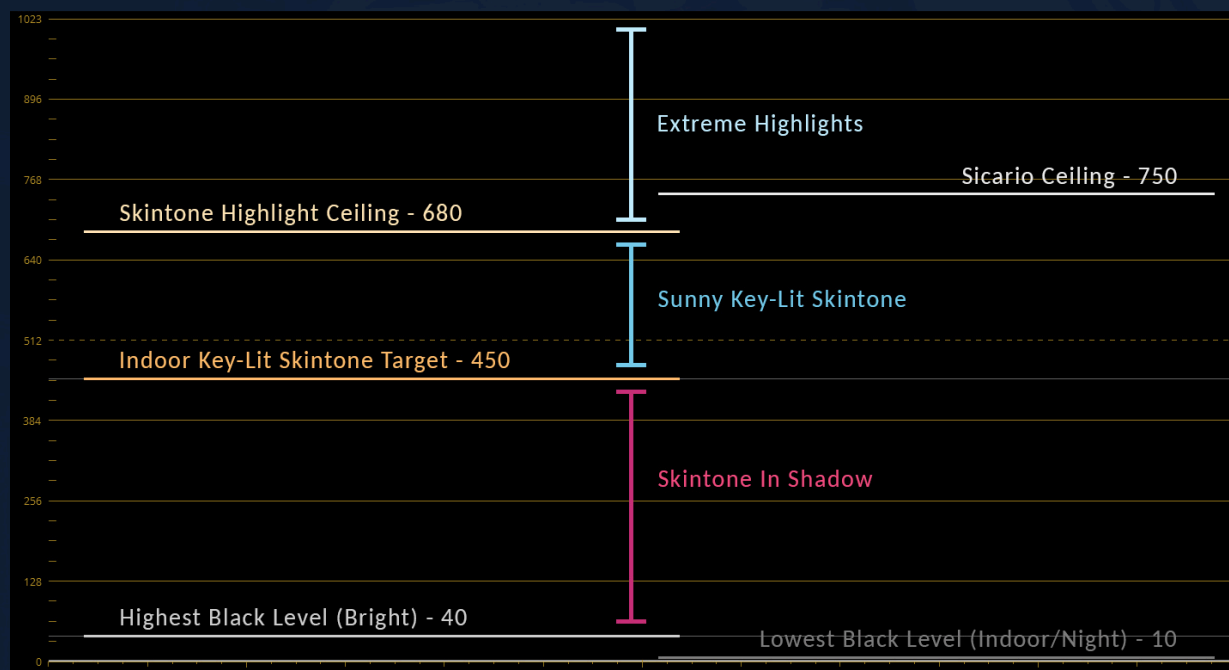 1023
896
Extreme Highlights
768
Sicario Ceiling - 750
Skintone Highlight Ceiling - 680
640
Sunny Key-Lit Skintone
512
Indoor Key-Lit Skintone Target - 450
384
Skintone In Shadow
256
128
Highest Black Level (Bright) - 40
Lowest Black Level (Indoor/Night) - 10
0